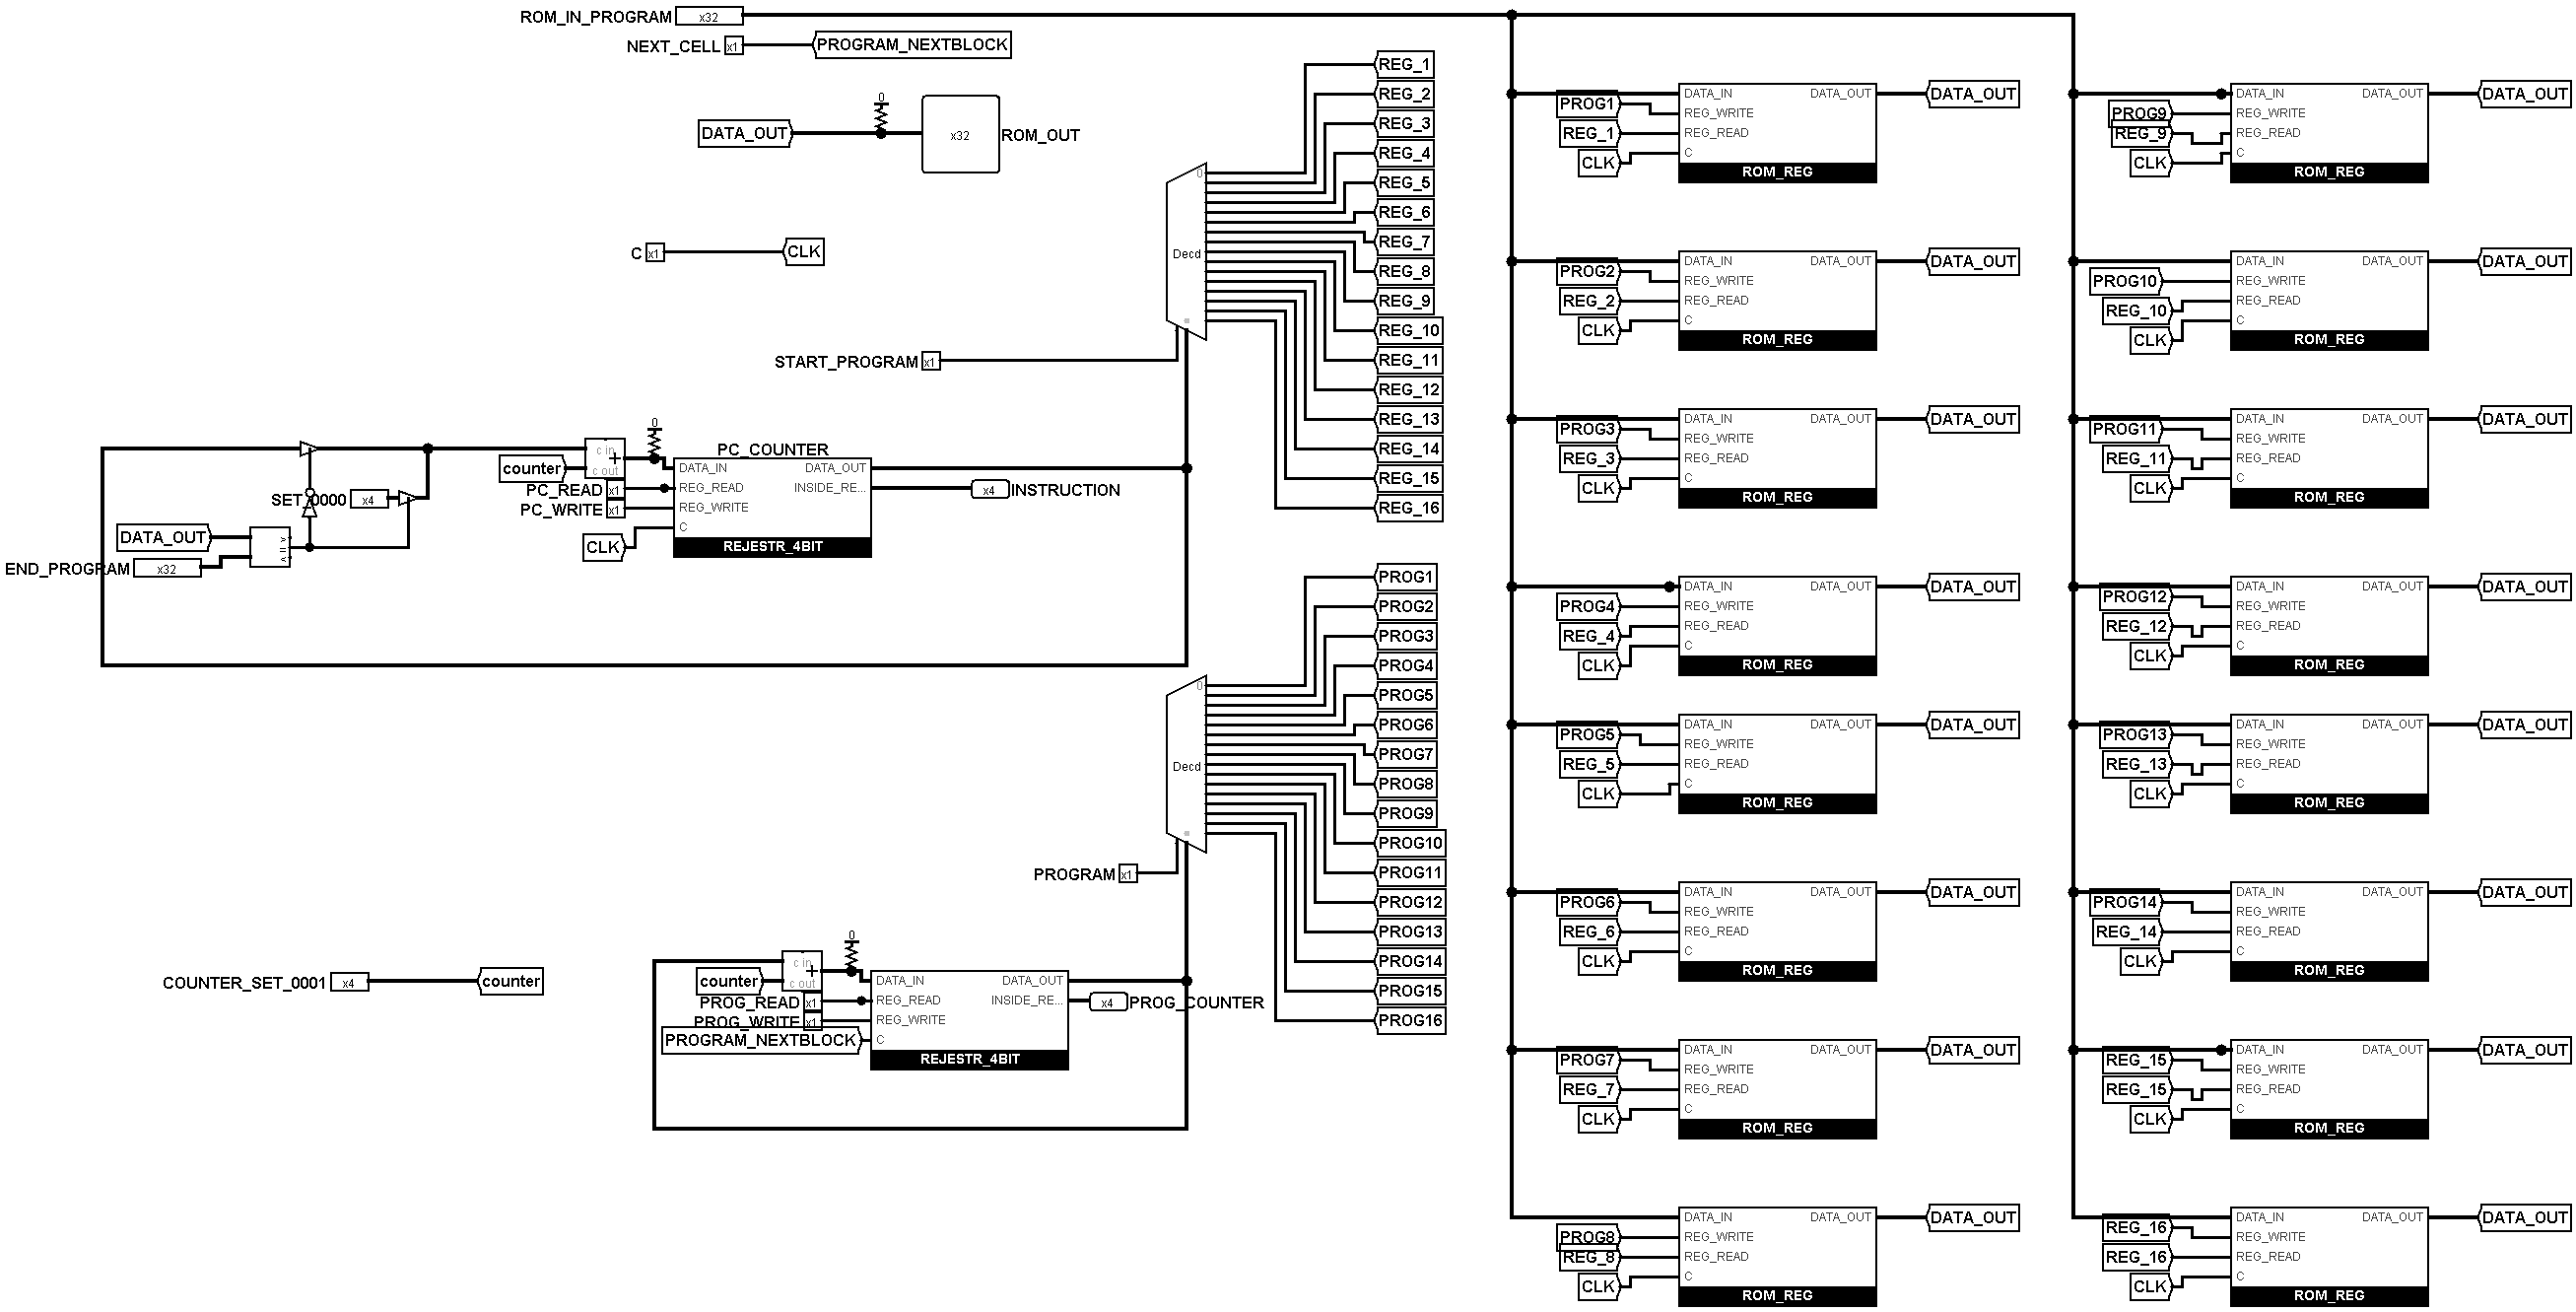 ROM_IN_PROGRAM x32
NEXT_CELL x1 PROGRAM_NEXTBLOCK
DATA_OUT 0 x32 ROM_OUT
C x1 CLK
START_PROGRAM x1
0
Decd
REG_1
REG_2
REG_3
REG_4
REG_5
REG_6
REG_7
REG_8
REG_9
REG_10
REG_11
REG_12
REG_13
REG_14
REG_15
REG_16
SET_0000 x4
DATA_OUT
END_PROGRAM x32
>
=
<
counter
c in
+
c out
0
PC_COUNTER
PC_READ x1
PC_WRITE x1
CLK
DATA_IN DATA_OUT
REG_READ INSIDE_RE...
REG_WRITE
C
REJESTR_4BIT
x4 INSTRUCTION
0
Decd
PROG1
PROG2
PROG3
PROG4
PROG5
PROG6
PROG7
PROG8
PROG9
PROG10
PROG11
PROG12
PROG13
PROG14
PROG15
PROG16
PROGRAM x1
COUNTER_SET_0001 x4 counter
counter
c in
+
c out
0
PROG_READ x1
PROG_WRITE x1
PROGRAM_NEXTBLOCK
DATA_IN DATA_OUT
REG_READ INSIDE_RE...
REG_WRITE
C
REJESTR_4BIT
x4 PROG_COUNTER
PROG1
REG_1
CLK
DATA_IN DATA_OUT
REG_WRITE
REG_READ
C
ROM_REG
DATA_OUT
PROG2
REG_2
CLK
DATA_IN DATA_OUT
REG_WRITE
REG_READ
C
ROM_REG
DATA_OUT
PROG3
REG_3
CLK
DATA_IN DATA_OUT
REG_WRITE
REG_READ
C
ROM_REG
DATA_OUT
PROG4
REG_4
CLK
DATA_IN DATA_OUT
REG_WRITE
REG_READ
C
ROM_REG
DATA_OUT
PROG5
REG_5
CLK
DATA_IN DATA_OUT
REG_WRITE
REG_READ
C
ROM_REG
DATA_OUT
PROG6
REG_6
CLK
DATA_IN DATA_OUT
REG_WRITE
REG_READ
C
ROM_REG
DATA_OUT
PROG7
REG_7
CLK
DATA_IN DATA_OUT
REG_WRITE
REG_READ
C
ROM_REG
DATA_OUT
PROG8
REG_8
CLK
DATA_IN DATA_OUT
REG_WRITE
REG_READ
C
ROM_REG
DATA_OUT
PROG9
REG_9
CLK
DATA_IN DATA_OUT
REG_WRITE
REG_READ
C
ROM_REG
DATA_OUT
PROG10
REG_10
CLK
DATA_IN DATA_OUT
REG_WRITE
REG_READ
C
ROM_REG
DATA_OUT
PROG11
REG_11
CLK
DATA_IN DATA_OUT
REG_WRITE
REG_READ
C
ROM_REG
DATA_OUT
PROG12
REG_12
CLK
DATA_IN DATA_OUT
REG_WRITE
REG_READ
C
ROM_REG
DATA_OUT
PROG13
REG_13
CLK
DATA_IN DATA_OUT
REG_WRITE
REG_READ
C
ROM_REG
DATA_OUT
PROG14
REG_14
CLK
DATA_IN DATA_OUT
REG_WRITE
REG_READ
C
ROM_REG
DATA_OUT
REG_15
REG_15
CLK
DATA_IN DATA_OUT
REG_WRITE
REG_READ
C
ROM_REG
DATA_OUT
REG_16
REG_16
CLK
DATA_IN DATA_OUT
REG_WRITE
REG_READ
C
ROM_REG
DATA_OUT